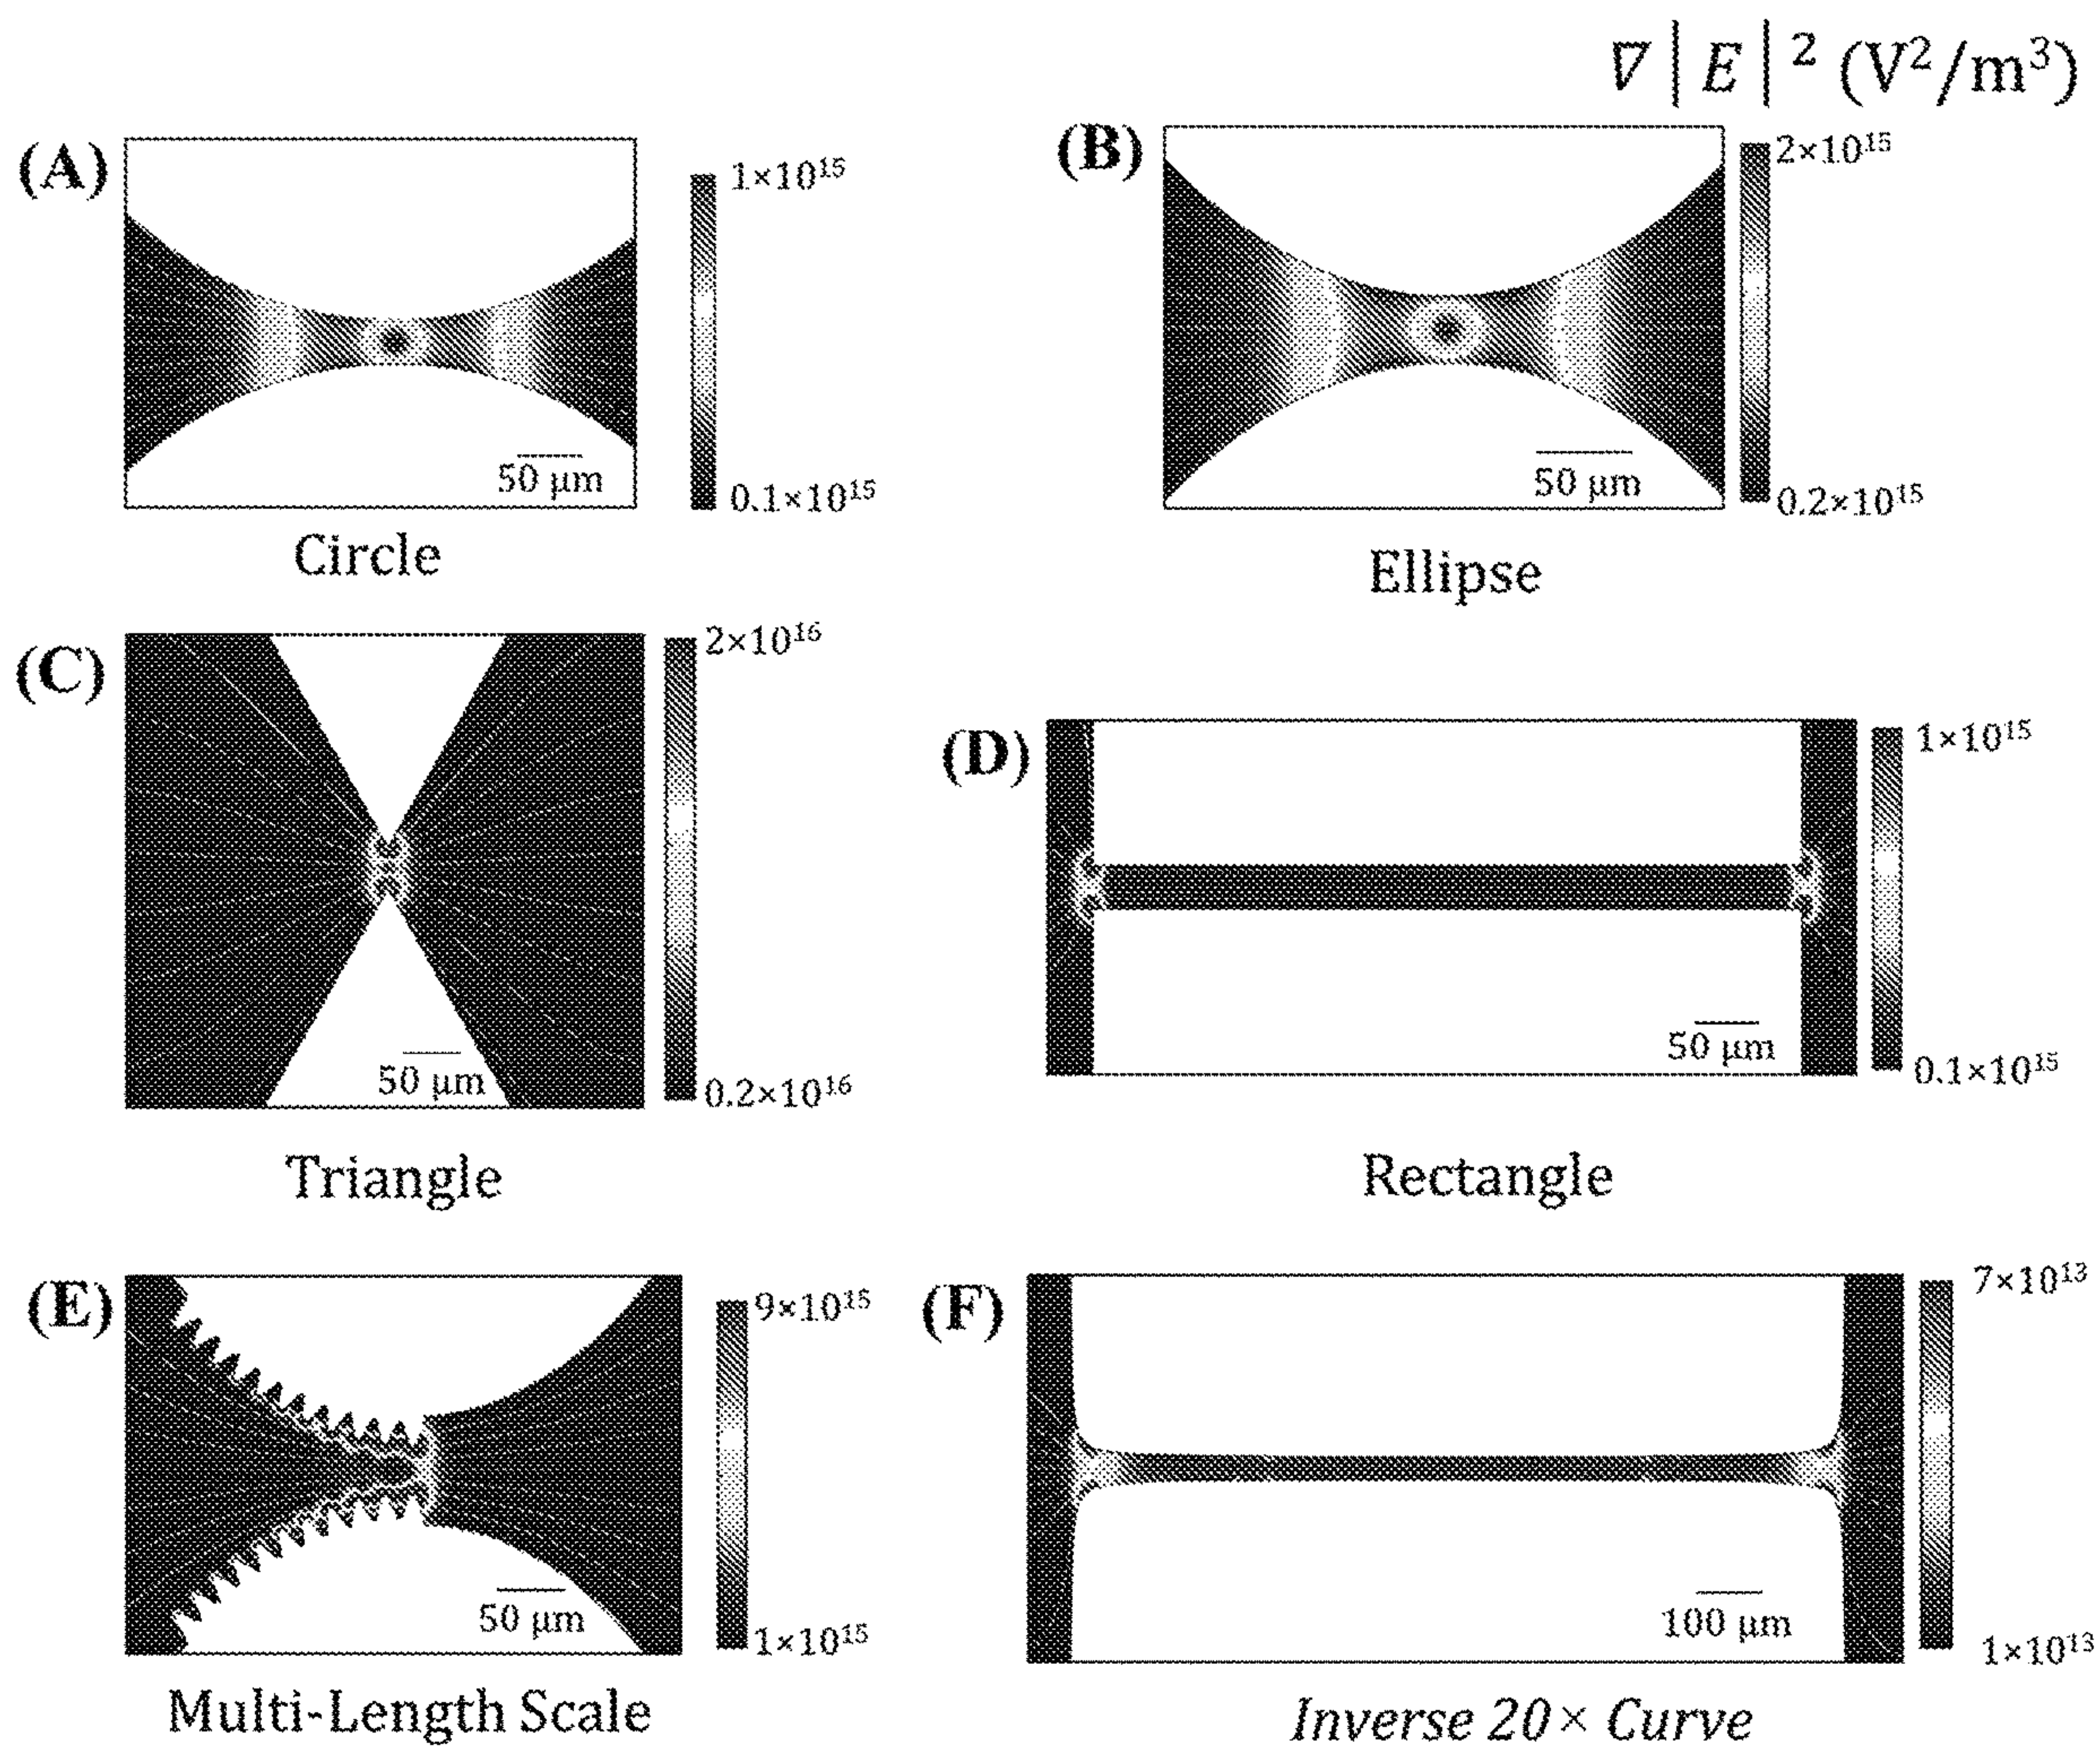 ∇|E|² (V²/m³)
(A)
1×10¹⁵
50 μm
0.1×10¹⁵
Circle
(B)
2×10¹⁵
50 μm
0.2×10¹⁵
Ellipse
(C)
2×10¹⁶
50 μm
0.2×10¹⁶
Triangle
(D)
1×10¹⁵
50 μm
0.1×10¹⁵
Rectangle
(E)
9×10¹⁵
50 μm
1×10¹⁵
Multi-Length Scale
(F)
7×10¹³
100 μm
1×10¹³
Inverse 20× Curve